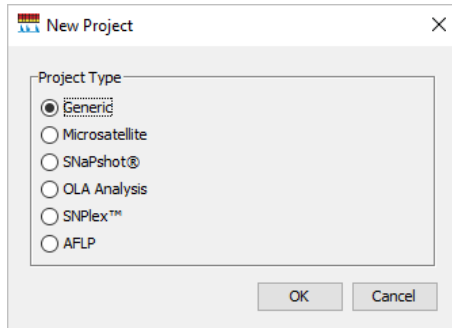 New Project
Project Type
Generic
Microsatellite
SNaPshot®
OLA Analysis
SNPlex™
AFLP
OK Cancel